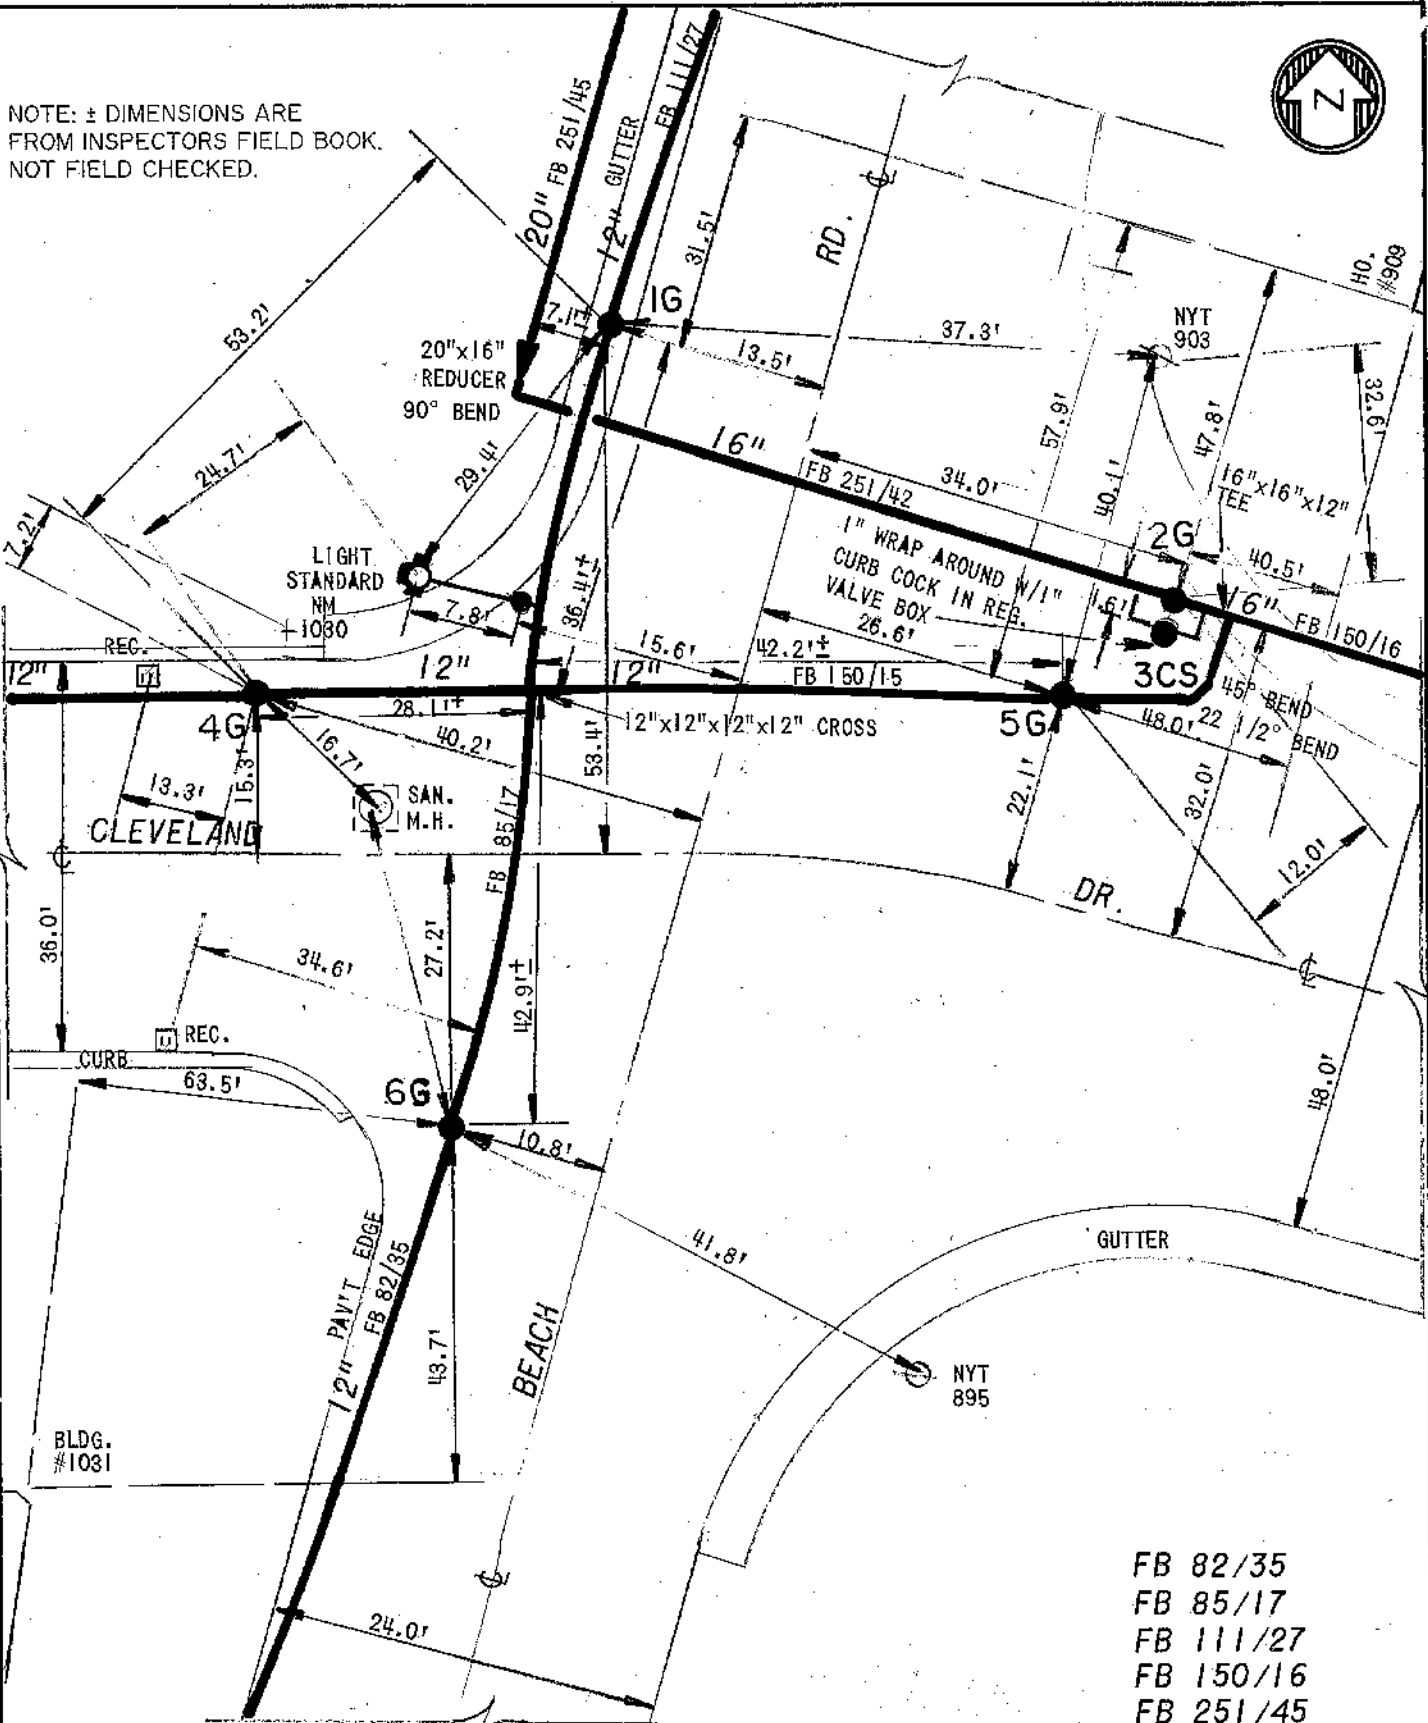 NOTE: ± DIMENSIONS ARE
FROM INSPECTORS FIELD BOOK.
NOT FIELD CHECKED.
N
20" FB 251/45
GUTTER
12"
FB 111/27
31.5'
RD.
HO.
#909
53.2'
7.1'±
1G
37.3'
NYT
903
13.5'
20"x16"
REDUCER
90° BEND
32.6'
24.7'
29.4'
57.9'
47.8'
40.1'
16"
FB 251/42
34.0'
16"x16"x12"
TEE
7.2'
1" WRAP AROUND W/1"
CURB COCK IN REG.
VALVE BOX
2G
40.5'
LIGHT
STANDARD
NM
1030
7.8'
36.4'±
1.6'
16"
FB 150/16
26.6'
REC.
15.6'
42.2'±
3CS
12"
12"
12"
FB 150/15
45° BEND
4G
28.1'±
12"x12"x12"x12" CROSS
5G
48.0'
22 1/2° BEND
40.2'
16.7'
15.3'
53.4'
22.1'
32.0'
13.3'
SAN.
M.H.
CLEVELAND
FB 85/17
12.0'
DR.
36.0'
34.6'
27.2'
42.9'±
REC.
CURB
63.5'
6G
48.0'
10.8'
41.8'
GUTTER
PAV'T EDGE
FB 82/35
12"
43.7'
BEACH
NYT
895
BLDG.
#1031
24.0'
FB 82/35
FB 85/17
FB 111/27
FB 150/16
FB 251/45